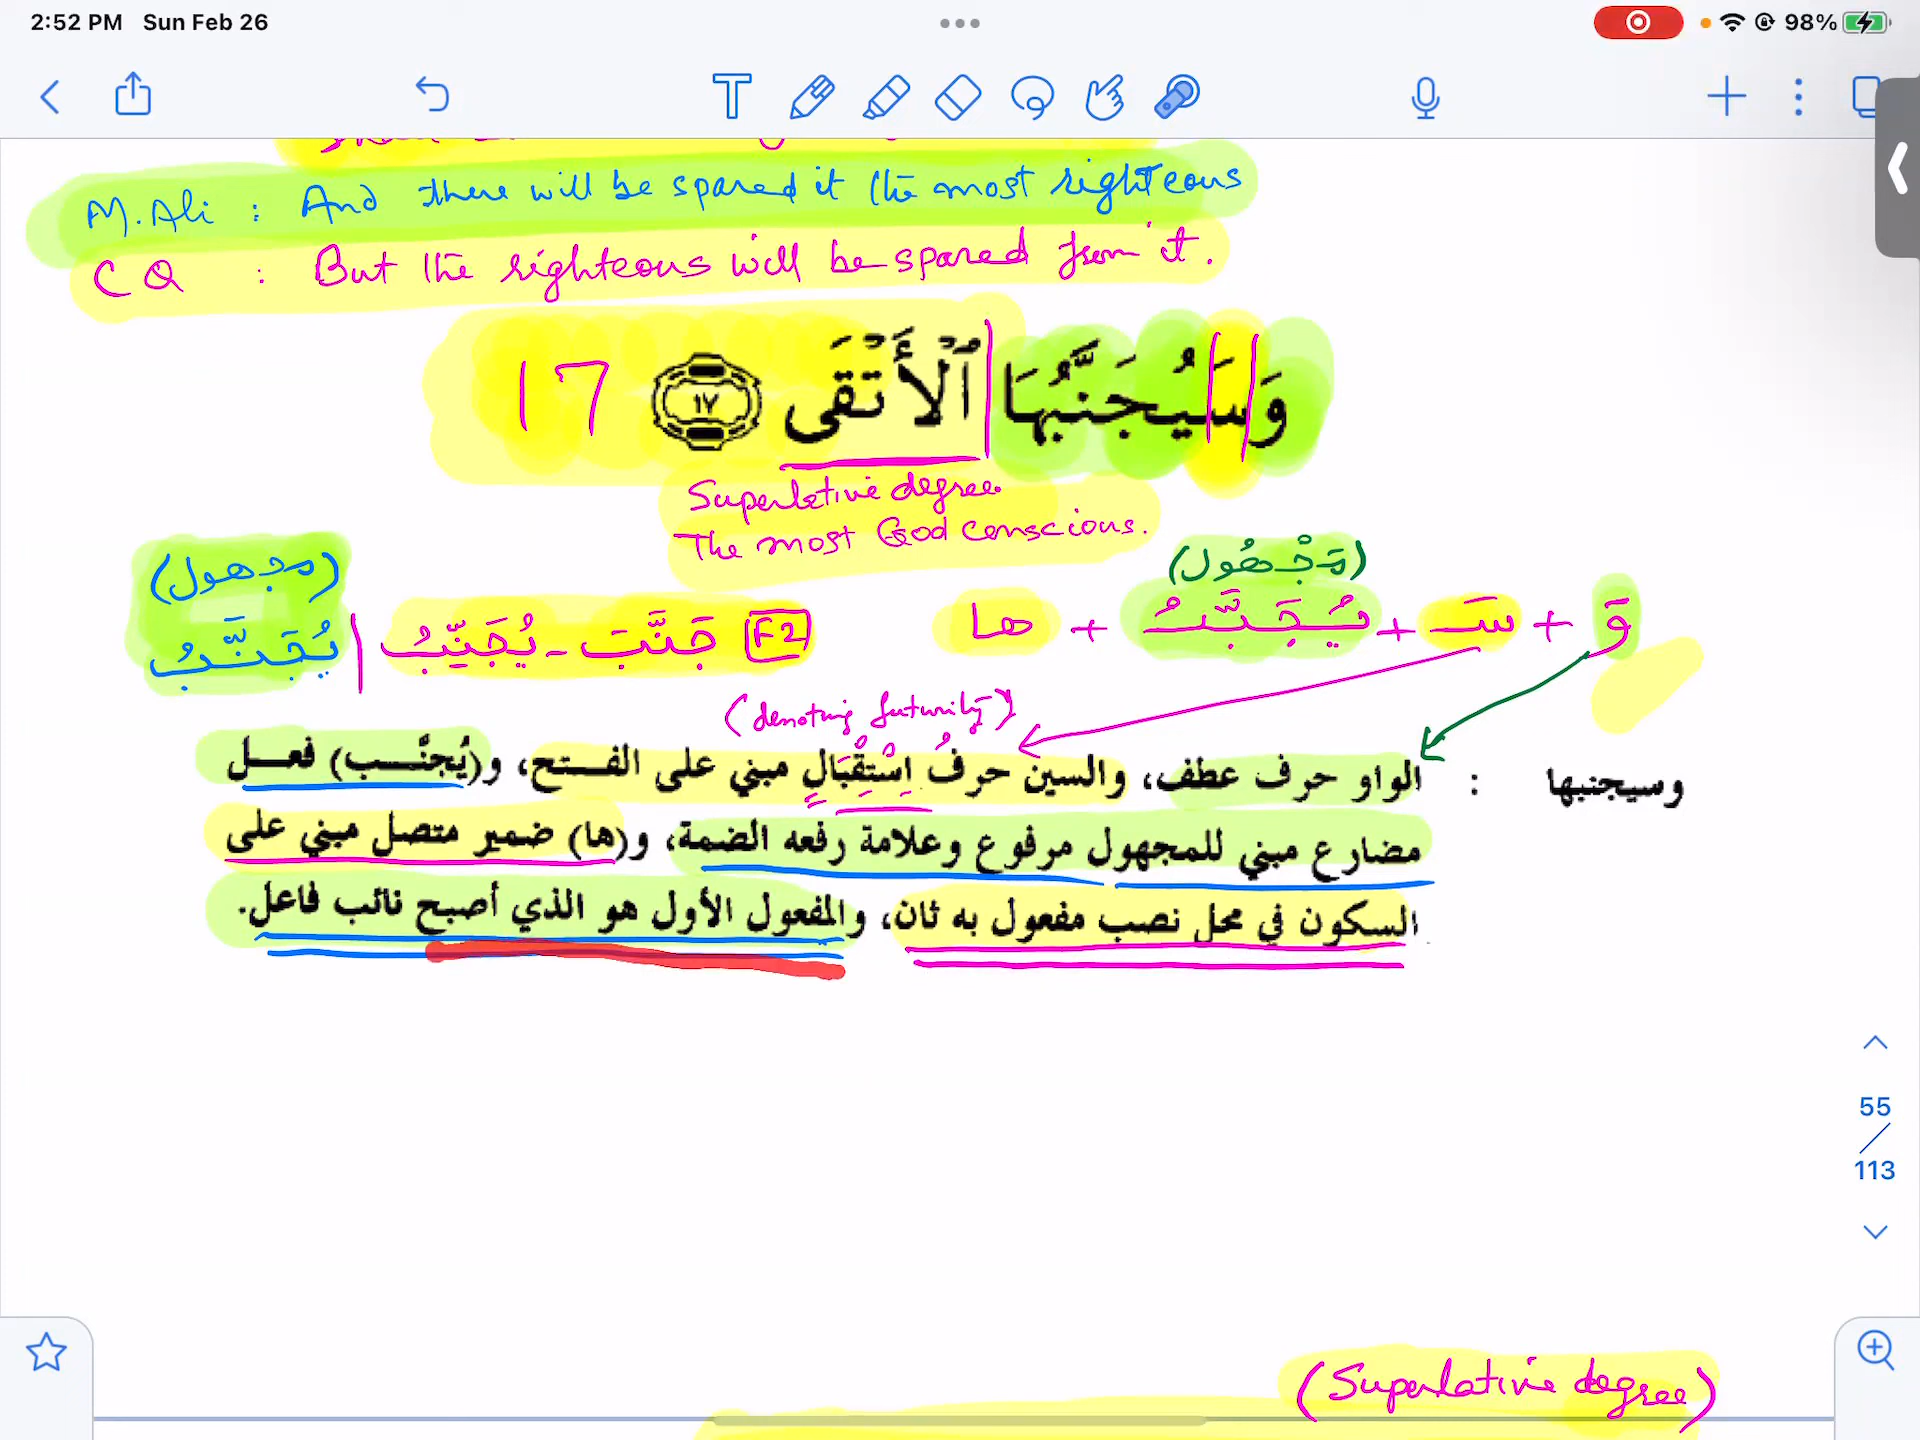 2:52 PM Sun Feb 26
98%
M. Ali : And there will be spared it the most righteous
C Q : But the righteous will be spared from it.
وَسَيُجَنَّبُهَا ٱلْأَتْقَى ١٧ 17
Superlative degree.
The most God conscious.
(مَجْهُول)
(مجهول)
وَ + سَـ + يُجَنَّبُ + ها
F2 جَنَّبَ - يُجَنِّبُ | يُجَنَّبُ
(denoting futurity)
وسيجنبها : الواو حرف عطف، والسين حرفُ اِسْتِقْبَالٍ مبني على الفـتح، و(يُجنَّـب) فعـل
مضارع مبني للمجهول مرفوع وعلامة رفعه الضمة، و(ها) ضمير متصل مبني على
السكون في محل نصب مفعول به ثان، والمفعول الأول هو الذي أصبح نائب فاعل.
55
113
(Superlative degree)